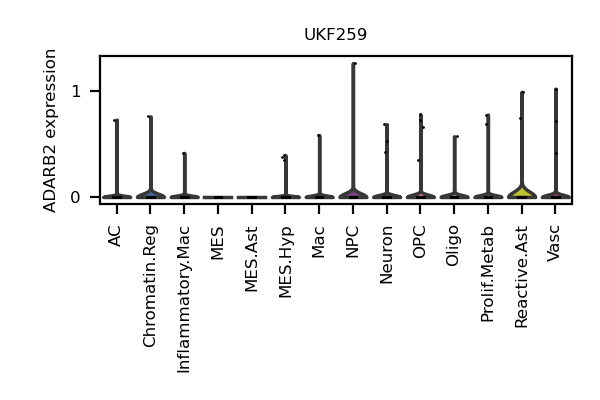 UKF259
ADARB2 expression
1
0
AC
Chromatin.Reg
Inflammatory.Mac
MES
MES.Ast
MES.Hyp
Mac
NPC
Neuron
OPC
Oligo
Prolif.Metab
Reactive.Ast
Vasc